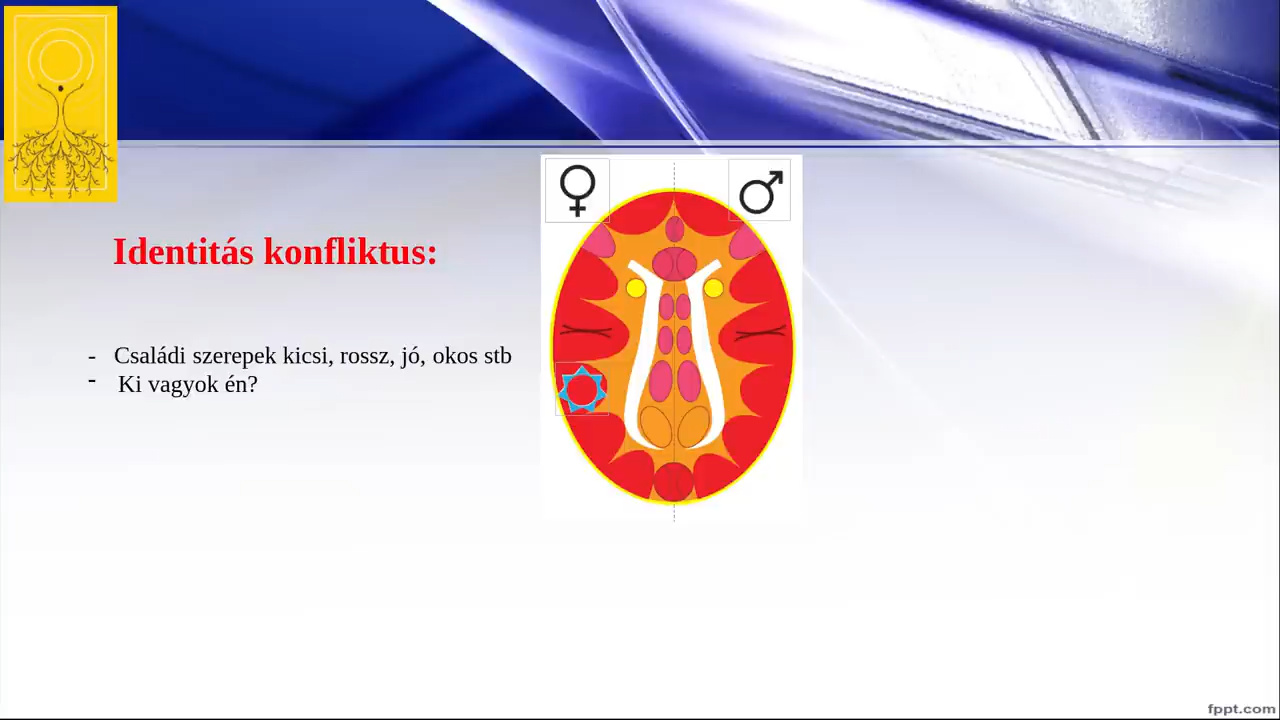 Identitás konfliktus:
- Családi szerepek kicsi, rossz, jó, okos stb
- Ki vagyok én?
fppt.com